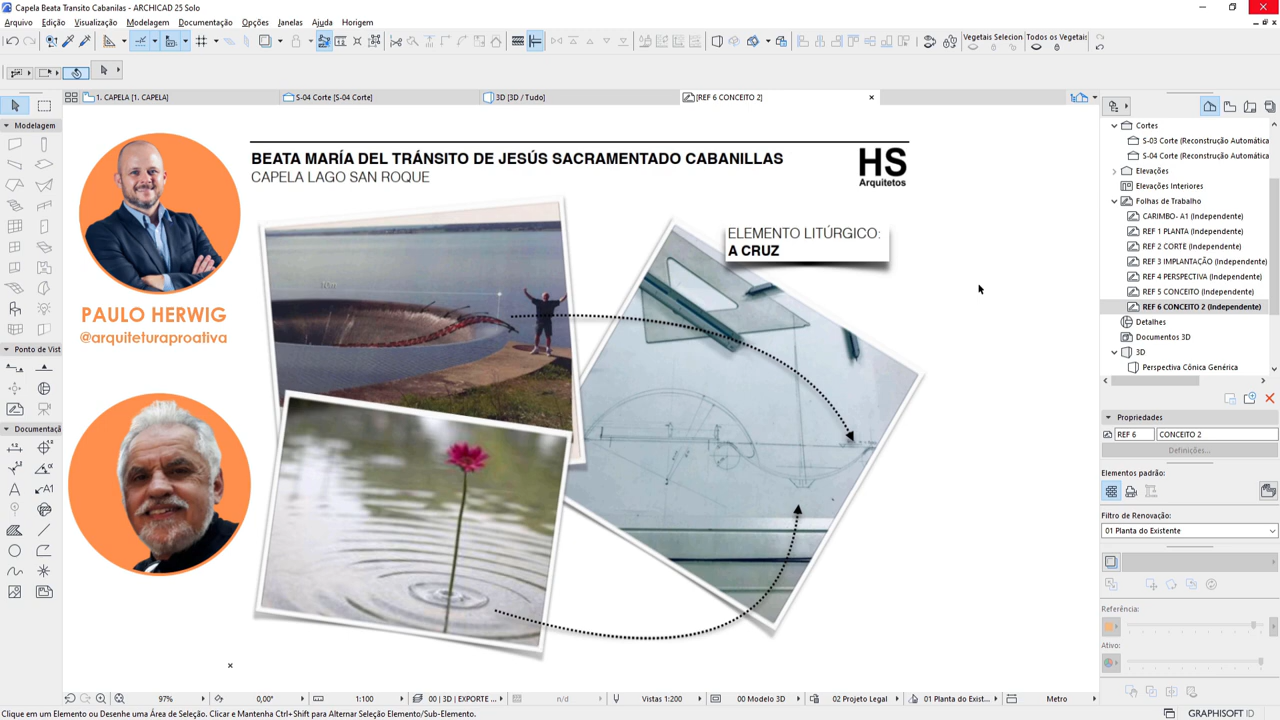 Capela Beata Transito Cabanilas - ARCHICAD 25 Solo
Arquivo Edição Visualização Modelagem Documentação Opções Janelas Ajuda Horigem
Vegetais Selecion Todos os Vegetai
1. CAPELA [1. CAPELA]
S-04 Corte [S-04 Corte]
3D [3D / Tudo]
[REF 6 CONCEITO 2]
Modelagem
Ponto de Vist
Documentaçã
PAULO HERWIG
@arquiteturaproativa
BEATA MARÍA DEL TRÁNSITO DE JESÚS SACRAMENTADO CABANILLAS
CAPELA LAGO SAN ROQUE
HS
Arquitetos
ELEMENTO LITÚRGICO:
A CRUZ
Cortes
S-03 Corte (Reconstrução Automática
S-04 Corte (Reconstrução Automática
Elevações
Elevações Interiores
Folhas de Trabalho
CARIMBO- A1 (Independente)
REF 1 PLANTA (Independente)
REF 2 CORTE (Independente)
REF 3 IMPLANTAÇÃO (Independente)
REF 4 PERSPECTIVA (Independente)
REF 5 CONCEITO (Independente)
REF 6 CONCEITO 2 (Independente)
Detalhes
Documentos 3D
3D
Perspectiva Cônica Genérica
Propriedades
REF 6 CONCEITO 2
Definições...
Elementos padrão:
Filtro de Renovação:
01 Planta do Existente
Referência:
Ativo:
97% 0,00° 1:100 00 | 3D | EXPORTE ... n/d Vistas 1:200 00 Modelo 3D 02 Projeto Legal 01 Planta do Exist... Metro
Clique em um Elemento ou Desenhe uma Área de Seleção. Clicar e Mantenha Ctrl+Shift para Alternar Seleção Elemento/Sub-Elemento.
GRAPHISOFT ID